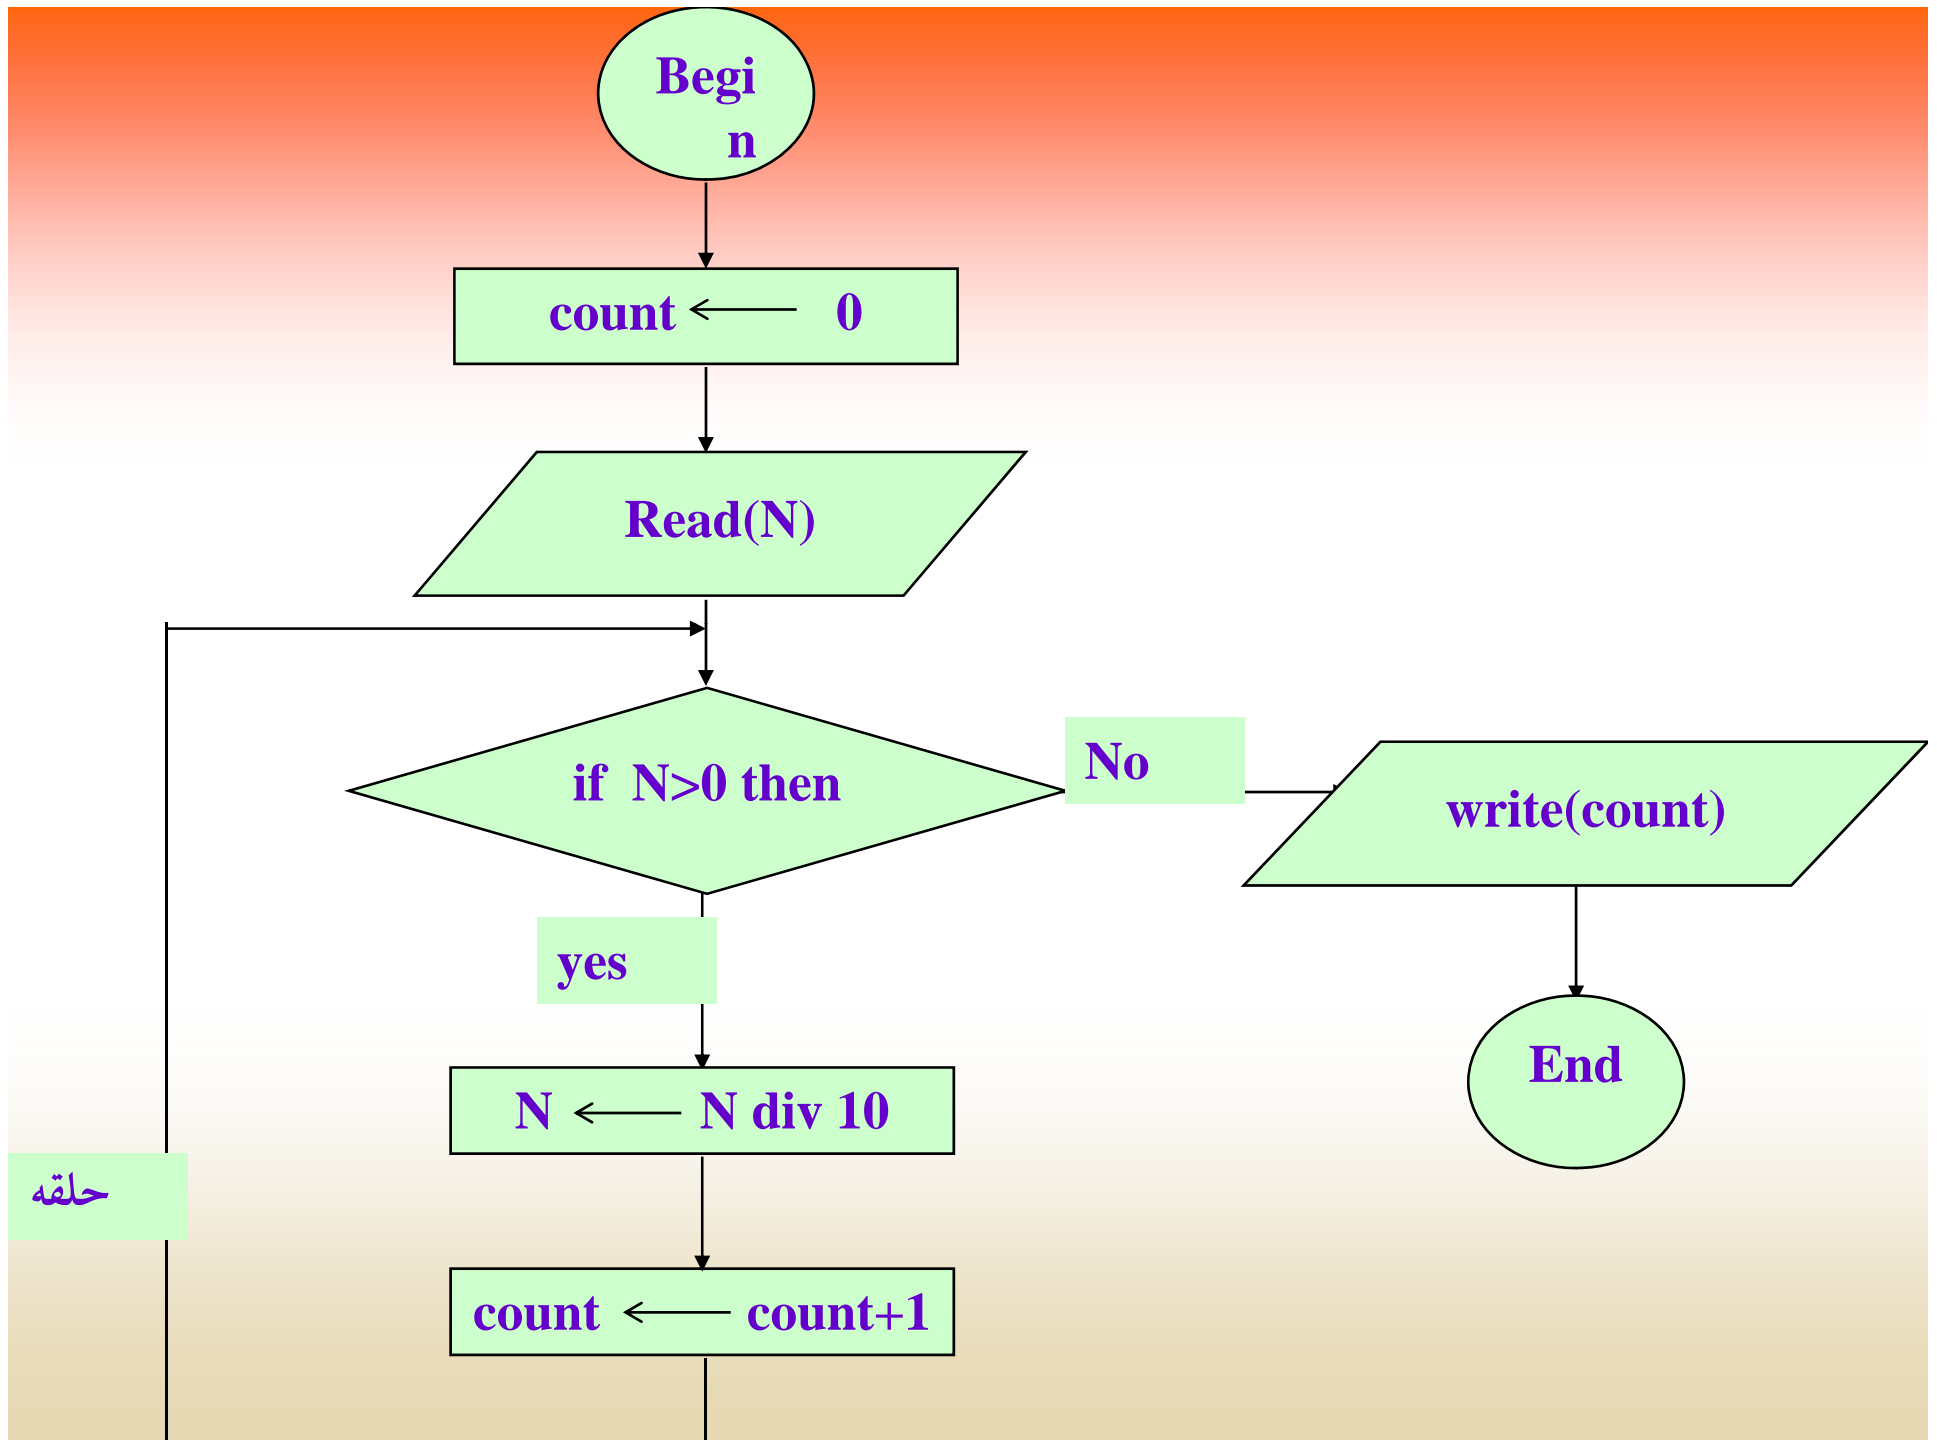 Begi
n
count ← 0
Read(N)
if N>0 then
No
write(count)
yes
End
N ← N div 10
حلقه
count ← count+1